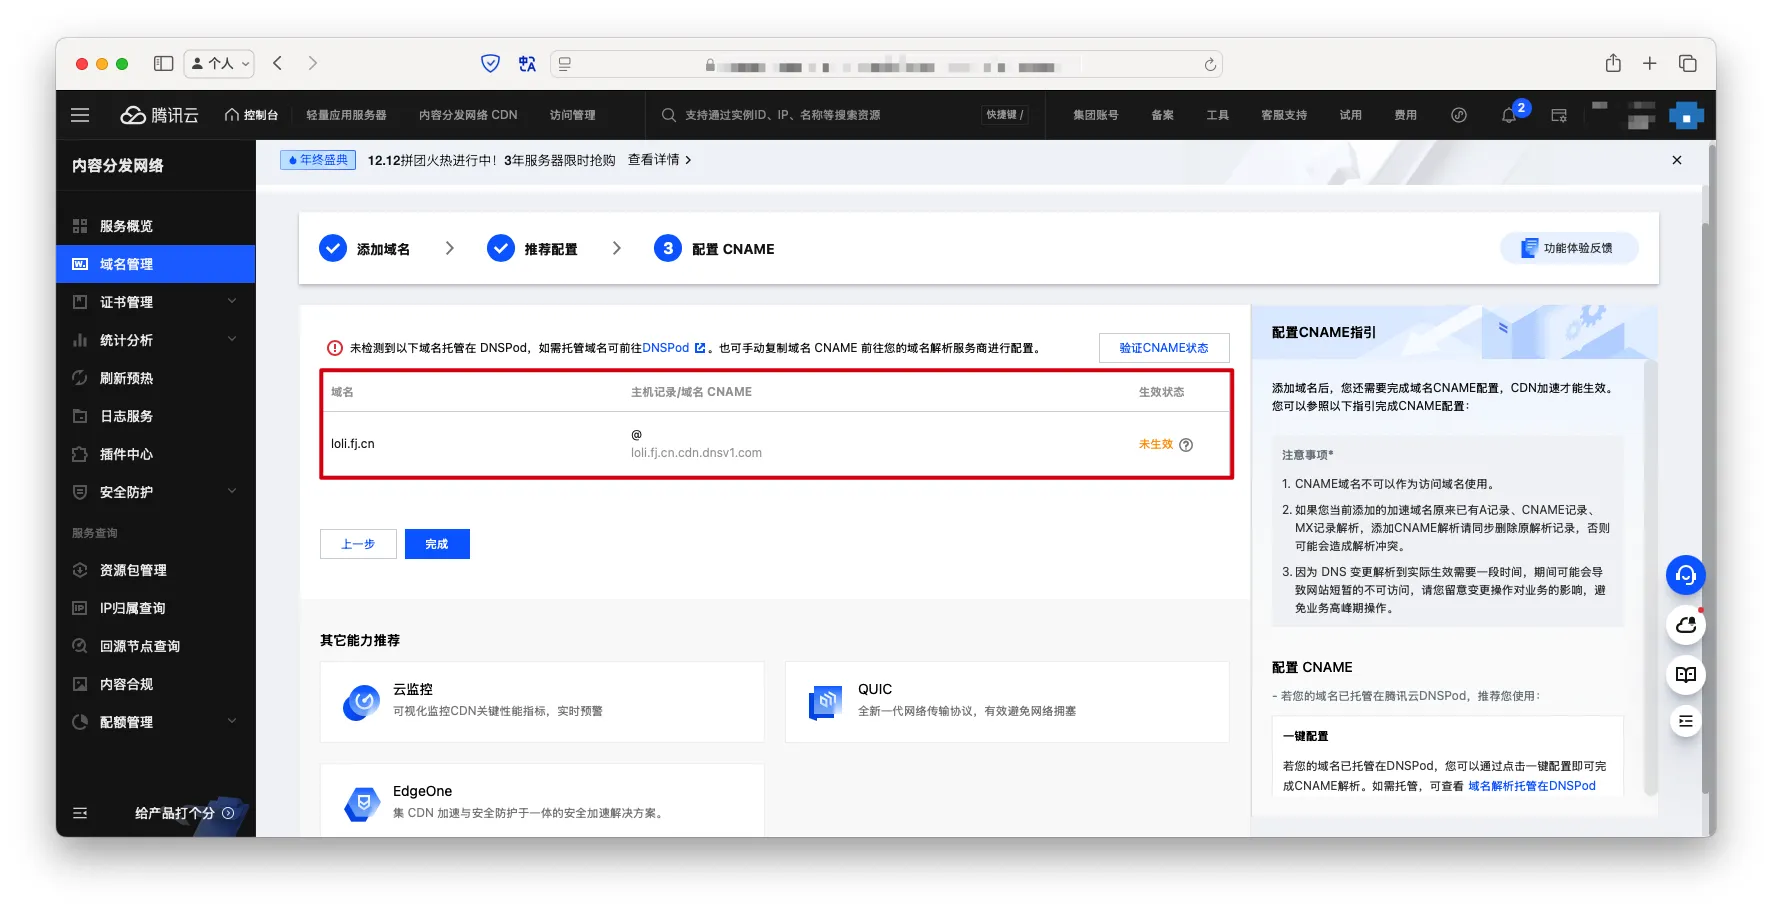 个人
腾讯云
控制台
轻量应用服务器
内容分发网络 CDN
访问管理
支持通过实例ID、IP、名称等搜索资源
快捷键 /
集团账号
备案
工具
客服支持
试用
费用
2
内容分发网络
年终盛典
12.12拼团火热进行中！3年服务器限时抢购
查看详情
服务概览
域名管理
证书管理
统计分析
刷新预热
日志服务
插件中心
安全防护
服务查询
资源包管理
IP归属查询
回源节点查询
内容合规
配额管理
给产品打个分
添加域名
推荐配置
3 配置 CNAME
功能体验反馈
未检测到以下域名托管在 DNSPod，如需托管域名可前往DNSPod 。也可手动复制域名 CNAME 前往您的域名解析服务商进行配置。
验证CNAME状态
域名
主机记录/域名 CNAME
生效状态
loli.fj.cn
@
loli.fj.cn.cdn.dnsv1.com
未生效
上一步
完成
其它能力推荐
云监控
可视化监控CDN关键性能指标，实时预警
QUIC
全新一代网络传输协议，有效避免网络拥塞
EdgeOne
集 CDN 加速与安全防护于一体的安全加速解决方案。
配置CNAME指引
添加域名后，您还需要完成域名CNAME配置，CDN加速才能生效。
您可以参照以下指引完成CNAME配置：
注意事项*
1. CNAME域名不可以作为访问域名使用。
2. 如果您当前添加的加速域名原来已有A记录、CNAME记录、
MX记录解析，添加CNAME解析请同步删除原解析记录，否则
可能会造成解析冲突。
3. 因为 DNS 变更解析到实际生效需要一段时间，期间可能会导
致网站短暂的不可访问，请您留意变更操作对业务的影响，避
免业务高峰期操作。
配置 CNAME
- 若您的域名已托管在腾讯云DNSPod，推荐您使用：
一键配置
若您的域名已托管在DNSPod，您可以通过点击一键配置即可完
成CNAME解析。如需托管，可查看 域名解析托管在DNSPod